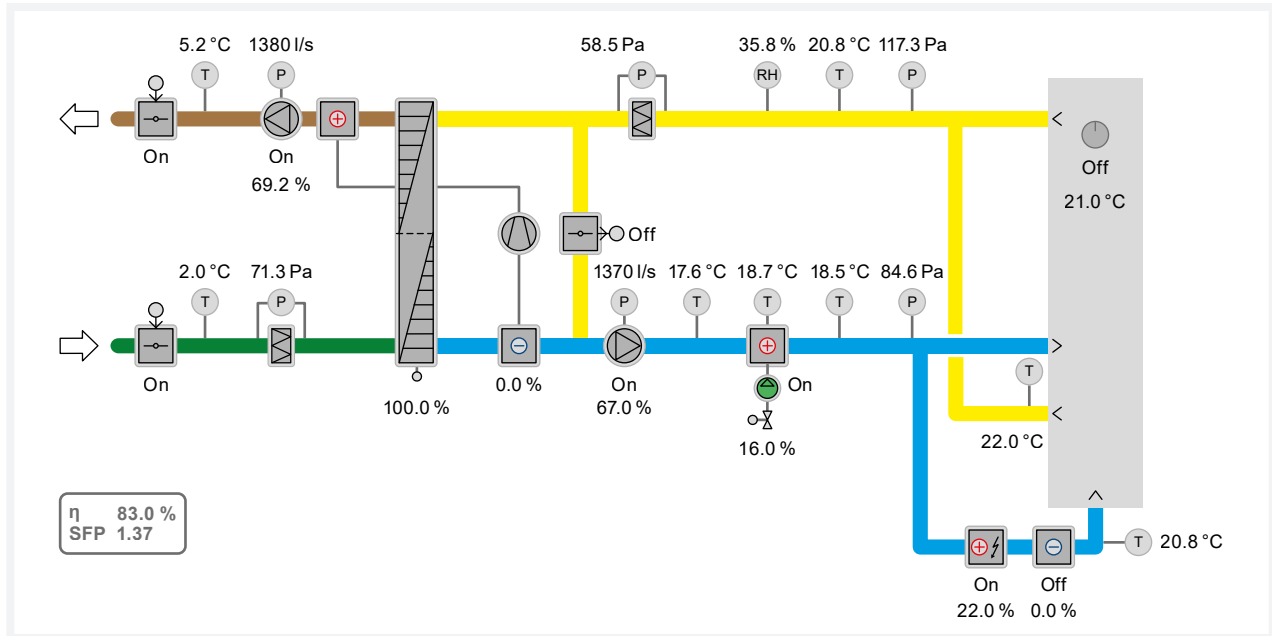 5.2 °C 1380 l/s 58.5 Pa 35.8 % 20.8 °C 117.3 Pa
T P P RH T P
On On Off
69.2 % 21.0 °C
Off
2.0 °C 71.3 Pa 1370 l/s 17.6 °C 18.7 °C 18.5 °C 84.6 Pa
T P P T T T P
T
On 0.0 % On On
100.0 % 67.0 %
16.0 % 22.0 °C
η 83.0 %
SFP 1.37
T 20.8 °C
On Off
22.0 % 0.0 %